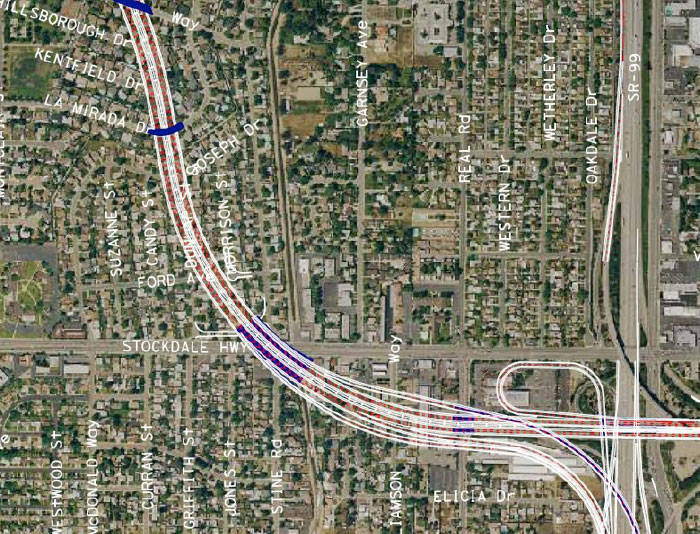 Way
HILLSBOROUGH Dr
KENTFIELD Dr
LA MIRADA Dr
JOSEPH Dr
GARNSEY Ave
REAL Rd
WESTERN Dr
WETHERLEY Dr
OAKDALE Dr
SR-99
SUZANNE St
CANDY St
MORRISON St
FORD
STOCKDALE HWY
Way
WESTWOOD St
McDONALD Way
CURRAN St
GRIFFITH St
JONES St
STINE Rd
TAMSON
ELICIA Dr